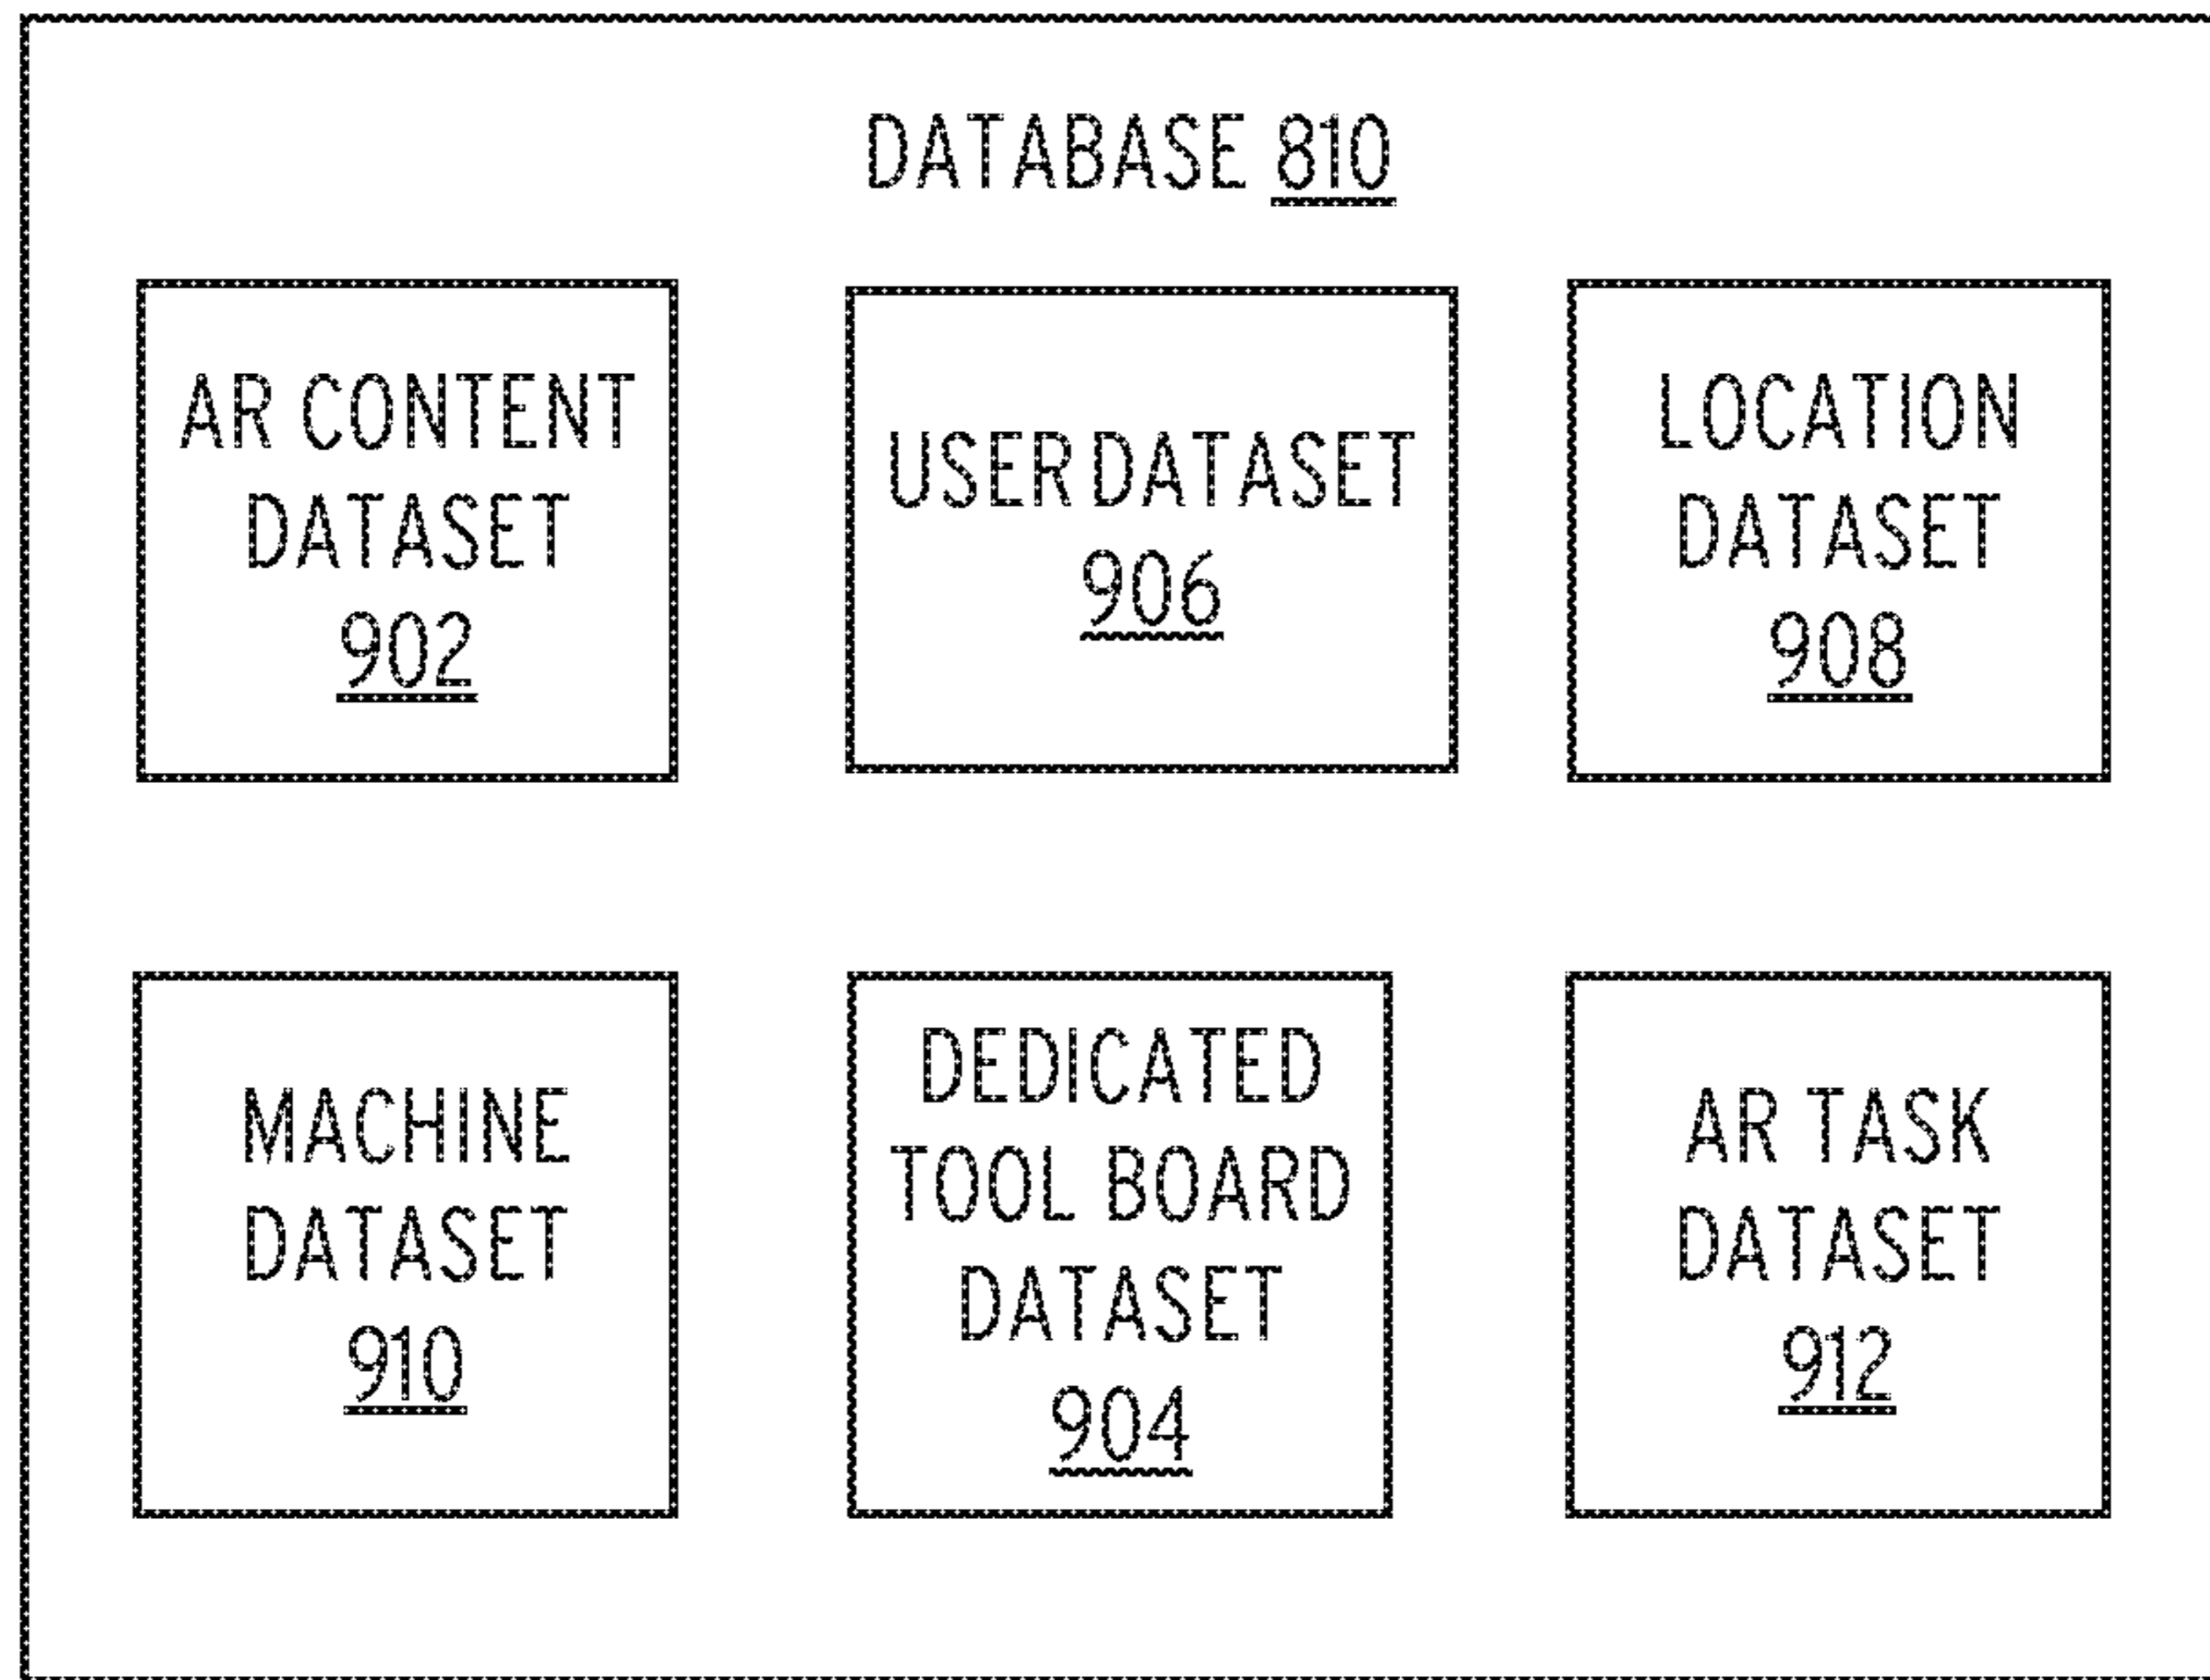 DATABASE 810
AR CONTENT
DATASET
902
USER DATASET
906
LOCATION
DATASET
908
MACHINE
DATASET
910
DEDICATED
TOOL BOARD
DATASET
904
AR TASK
DATASET
912